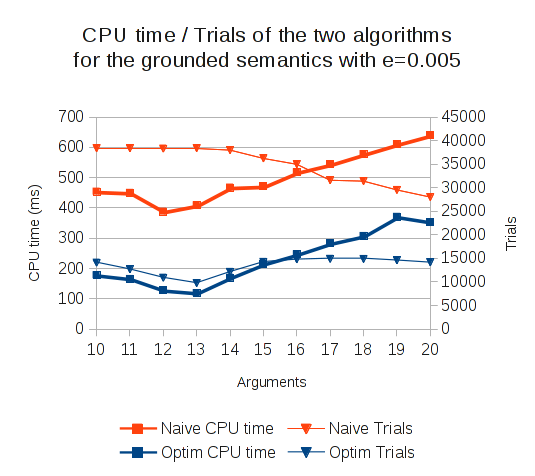 CPU time / Trials of the two algorithms
for the grounded semantics with e=0.005
700
600
500
400
300
200
100
0
CPU time (ms)
45000
40000
35000
30000
25000
20000
15000
10000
5000
0
Trials
10 11 12 13 14 15 16 17 18 19 20
Arguments
Naive CPU time Naive Trials
Optim CPU time Optim Trials